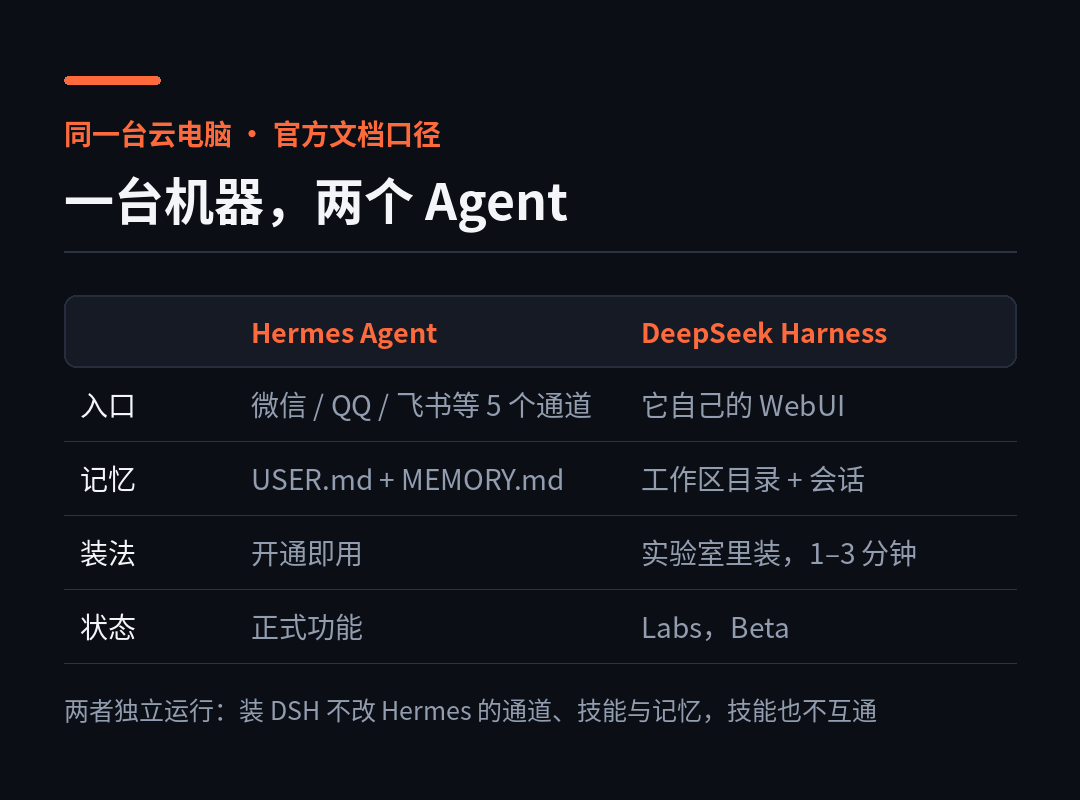 同一台云电脑 · 官方文档口径
一台机器，两个 Agent
Hermes Agent DeepSeek Harness
入口 微信 / QQ / 飞书等 5 个通道 它自己的 WebUI
记忆 USER.md + MEMORY.md 工作区目录 + 会话
装法 开通即用 实验室里装，1–3 分钟
状态 正式功能 Labs，Beta
两者独立运行：装 DSH 不改 Hermes 的通道、技能与记忆，技能也不互通